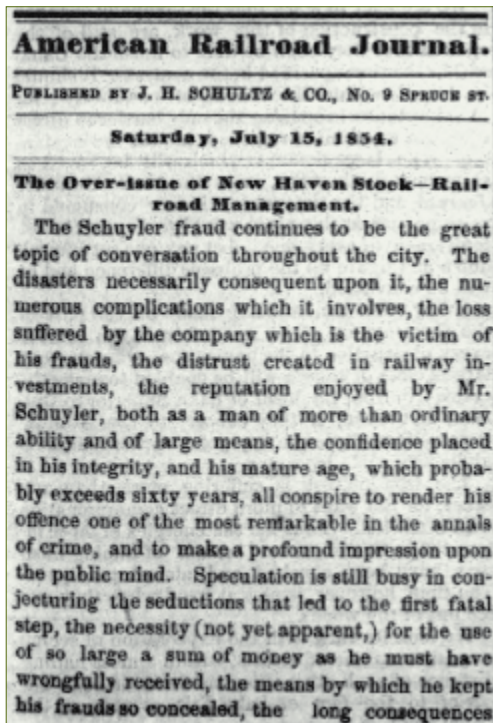 American Railroad Journal.
PUBLISHED BY J. H. SCHULTZ & CO., No. 9 SPRUCE ST.
Saturday, July 15, 1854.
The Over-issue of New Haven Stock—Rail-
road Management.
The Schuyler fraud continues to be the great
topic of conversation throughout the city. The
disasters necessarily consequent upon it, the nu-
merous complications which it involves, the loss
suffered by the company which is the victim of
his frauds, the distrust created in railway in-
vestments, the reputation enjoyed by Mr.
Schuyler, both as a man of more than ordinary
ability and of large means, the confidence placed
in his integrity, and his mature age, which proba-
bly exceeds sixty years, all conspire to render his
offence one of the most remarkable in the annals
of crime, and to make a profound impression upon
the public mind. Speculation is still busy in con-
jecturing the seductions that led to the first fatal
step, the necessity (not yet apparent,) for the use
of so large a sum of money as he must have
wrongfully received, the means by which he kept
his frauds so concealed, the long consequences